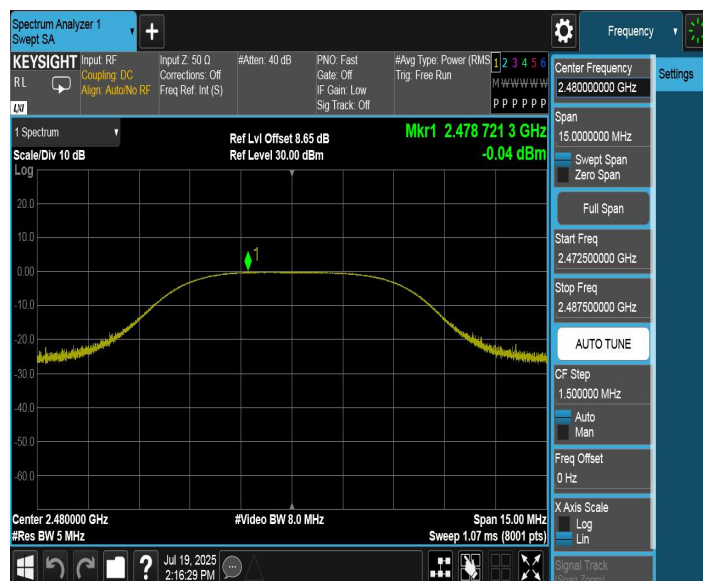 Spectrum Analyzer 1
Swept SA
+
Frequency
KEYSIGHT
RL
LXI
Input: RF
Coupling: DC
Align: Auto/No RF
Input Z: 50 Ω
Corrections: Off
Freq Ref: Int (S)
#Atten: 40 dB
PNO: Fast
Gate: Off
IF Gain: Low
Sig Track: Off
#Avg Type: Power (RMS
Trig: Free Run
1 2 3 4 5 6
M W W W W W
P P P P P P
Center Frequency
2.480000000 GHz
Settings
Span
15.0000000 MHz
Swept Span
Zero Span
Full Span
Start Freq
2.472500000 GHz
Stop Freq
2.487500000 GHz
AUTO TUNE
CF Step
1.500000 MHz
Auto
Man
Freq Offset
0 Hz
X Axis Scale
Log
Lin
Signal Track
(Span Zoom)
1 Spectrum
Scale/Div 10 dB
Log
Ref Lvl Offset 8.65 dB
Ref Level 30.00 dBm
Mkr1 2.478 721 3 GHz
-0.04 dBm
20.0
10.0
0.00
-10.0
-20.0
-30.0
-40.0
-50.0
-60.0
1
Center 2.480000 GHz
#Res BW 5 MHz
#Video BW 8.0 MHz
Span 15.00 MHz
Sweep 1.07 ms (8001 pts)
?
Jul 19, 2025
2:16:29 PM